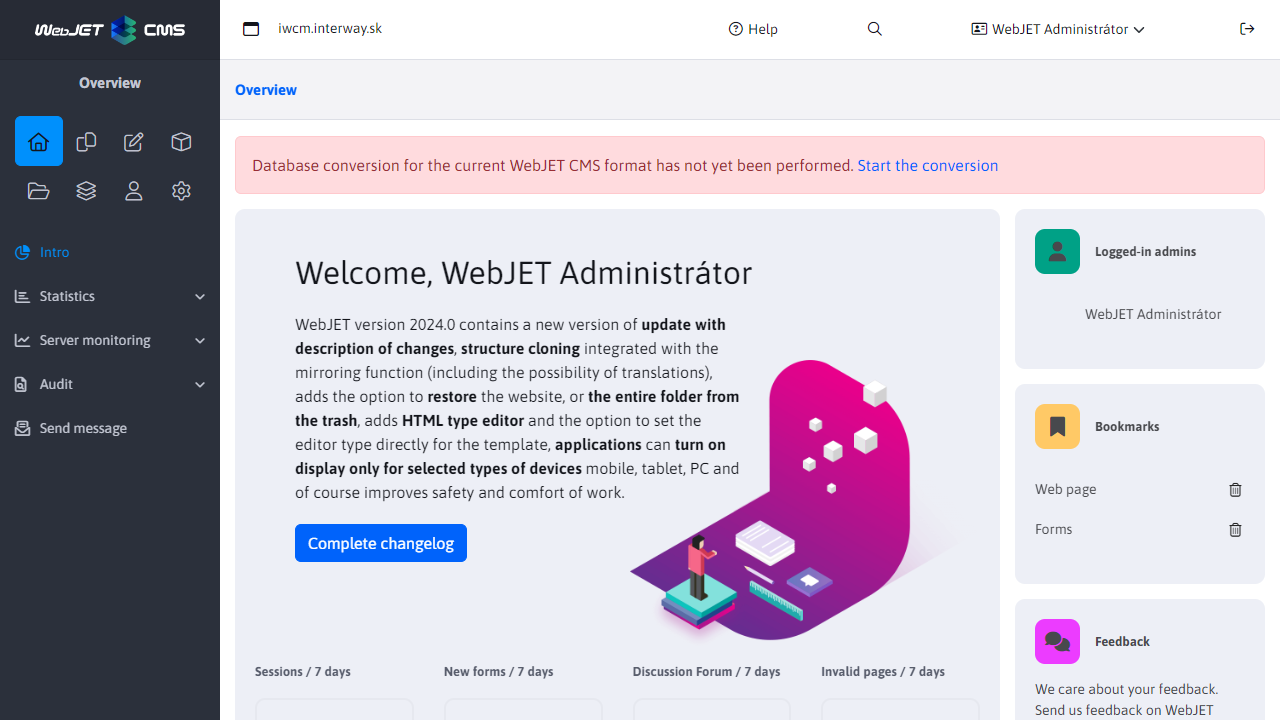 WebJET CMS
iwcm.interway.sk
Help
WebJET Administrátor
Overview
Overview
Intro
Statistics
Server monitoring
Audit
Send message
Database conversion for the current WebJET CMS format has not yet been performed. Start the conversion
Welcome, WebJET Administrátor
WebJET version 2024.0 contains a new version of update with
description of changes, structure cloning integrated with the
mirroring function (including the possibility of translations),
adds the option to restore the website, or the entire folder from
the trash, adds HTML type editor and the option to set the
editor type directly for the template, applications can turn on
display only for selected types of devices mobile, tablet, PC and
of course improves safety and comfort of work.
Complete changelog
Sessions / 7 days
New forms / 7 days
Discussion Forum / 7 days
Invalid pages / 7 days
Logged-in admins
WebJET Administrátor
Bookmarks
Web page
Forms
Feedback
We care about your feedback.
Send us feedback on WebJET